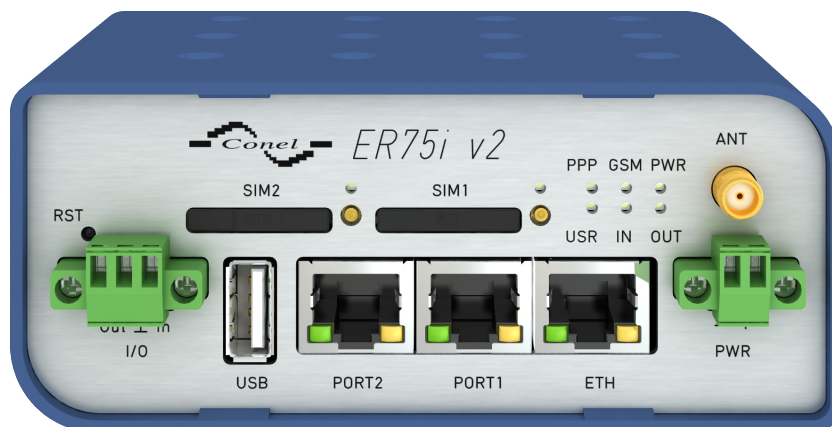 Conel ER75i v2
ANT
PPP GSM PWR
SIM2 SIM1
RST
USR IN OUT
Out ⊥ In
I/O
PWR
USB PORT2 PORT1 ETH